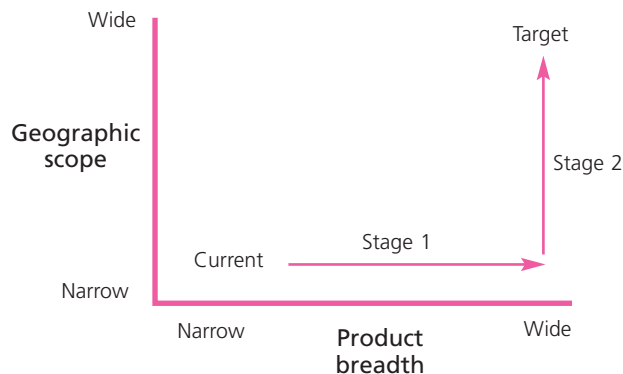 Wide
Target
Geographic
scope
Stage 2
Stage 1
Current
Narrow
Narrow
Product
breadth
Wide